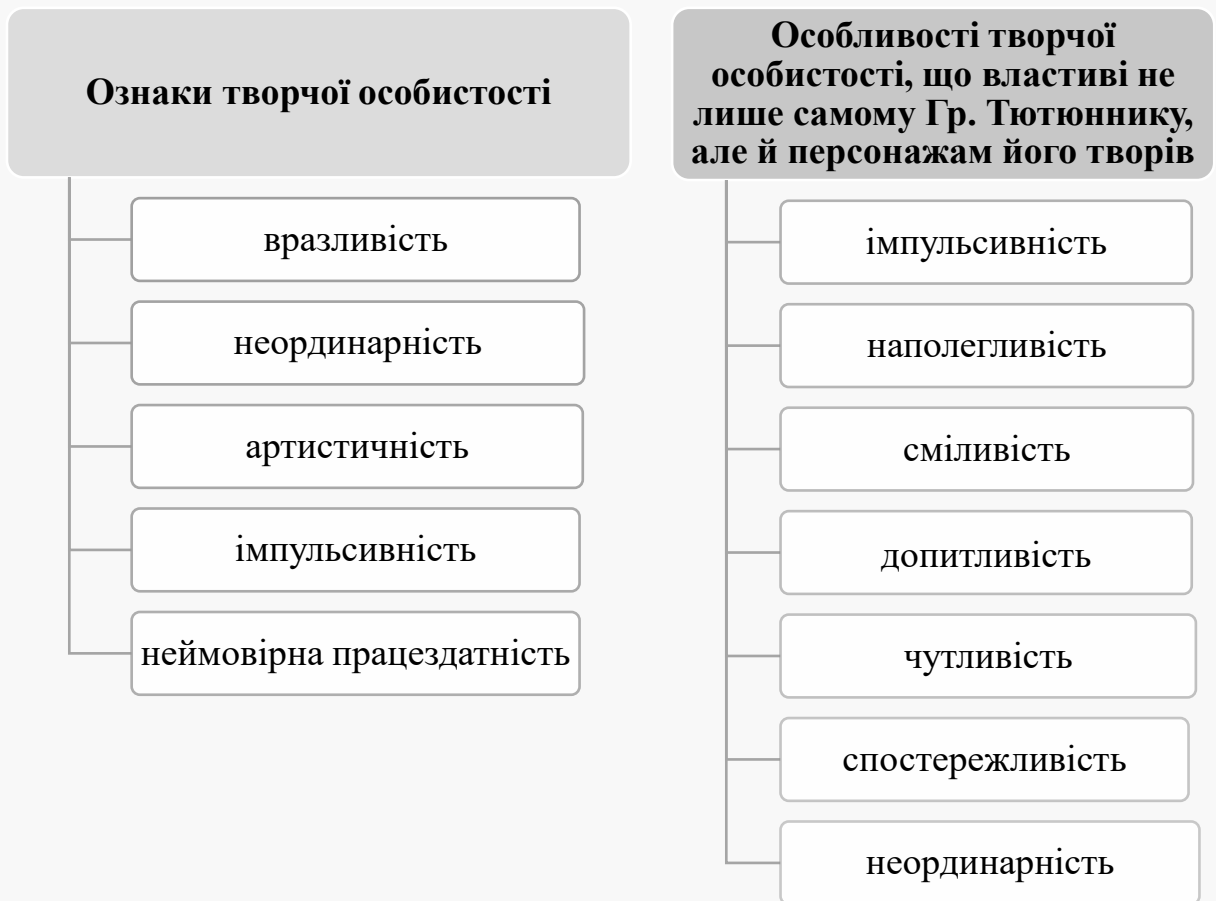 Ознаки творчої особистості
вразливість
неординарність
артистичність
імпульсивність
неймовірна працездатність
Особливості творчої
особистості, що властиві не
лише самому Гр. Тютюннику,
але й персонажам його творів
імпульсивність
наполегливість
сміливість
допитливість
чутливість
спостережливість
неординарність